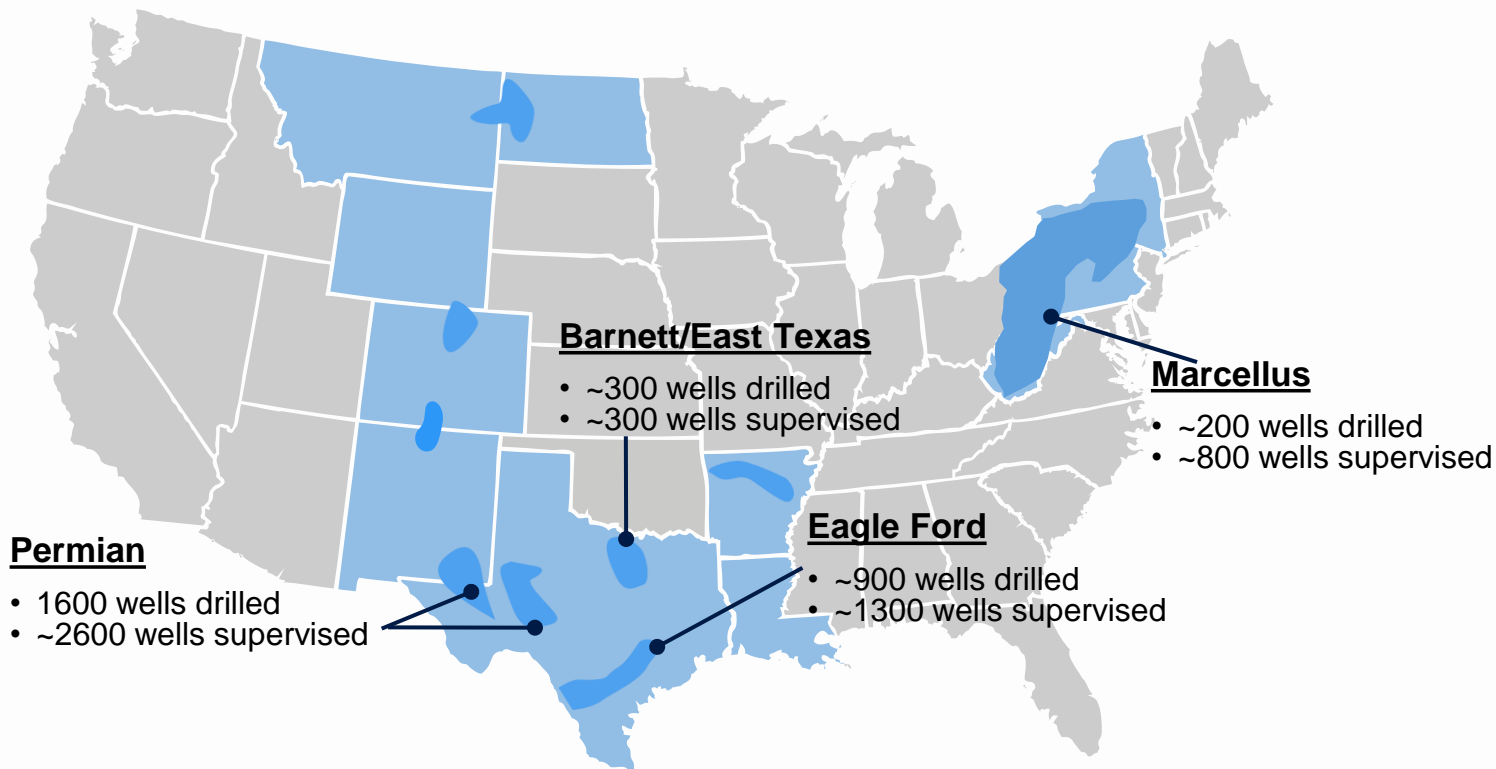 Barnett/East Texas
• ~300 wells drilled
• ~300 wells supervised
Marcellus
• ~200 wells drilled
• ~800 wells supervised
Eagle Ford
• ~900 wells drilled
• ~1300 wells supervised
Permian
• 1600 wells drilled
• ~2600 wells supervised